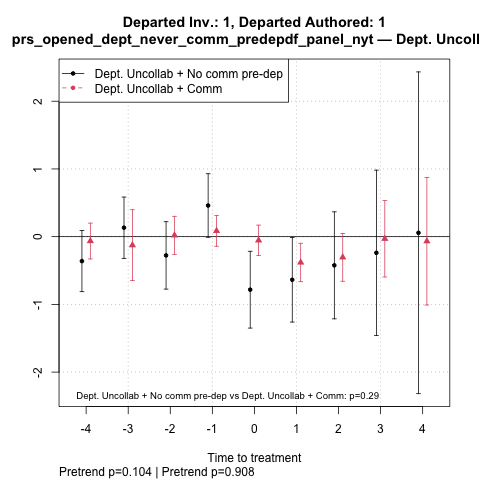 Departed Inv.: 1, Departed Authored: 1
prs_opened_dept_never_comm_predepdf_panel_nyt — Dept. Uncoll
Dept. Uncollab + No comm pre-dep
Dept. Uncollab + Comm
2
1
0
-1
-2
Dept. Uncollab + No comm pre-dep vs Dept. Uncollab + Comm: p=0.29
-4 -3 -2 -1 0 1 2 3 4
Time to treatment
Pretrend p=0.104 | Pretrend p=0.908